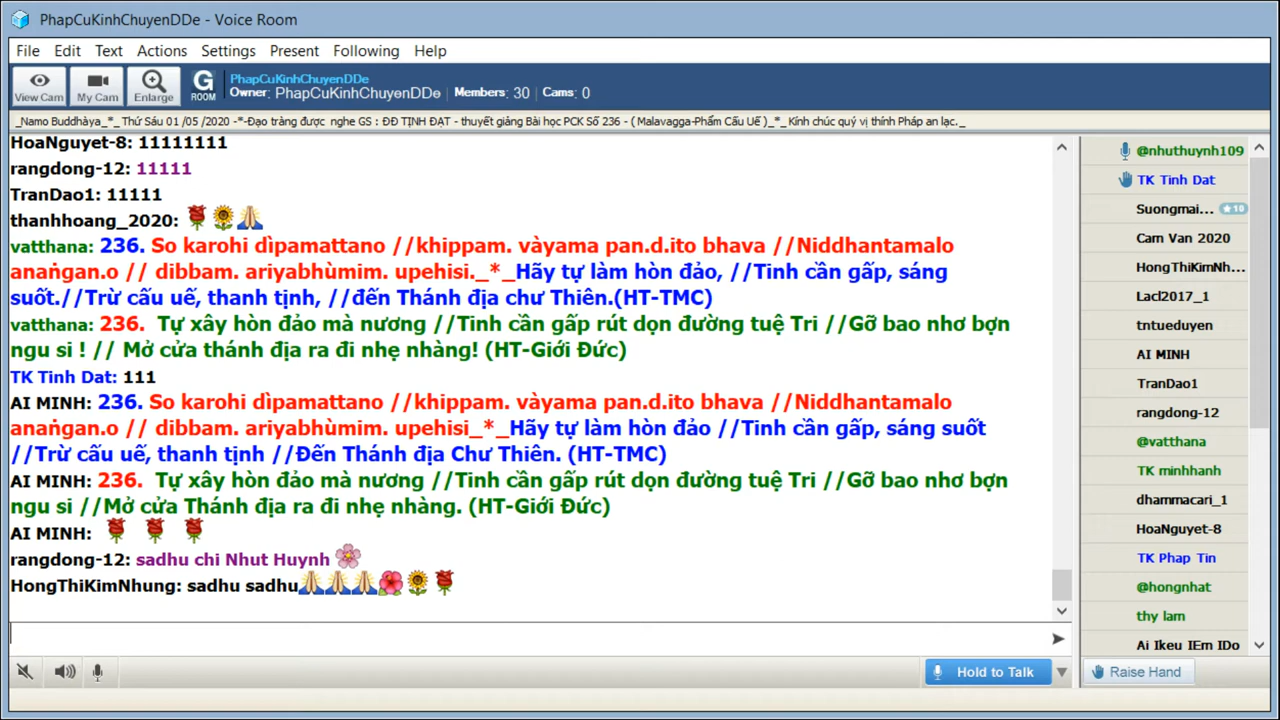 PhapCuKinhChuyenDDe - Voice Room
File Edit Text Actions Settings Present Following Help
View Cam My Cam Enlarge G ROOM
PhapCuKinhChuyenDDe
Owner: PhapCuKinhChuyenDDe Members: 30 Cams: 0
_Namo Buddhàya_*_ Thứ Sáu 01 /05 /2020 -*-Đạo tràng được nghe GS : ĐĐ TỊNH ĐẠT - thuyết giảng Bài học PCK Số 236 - ( Malavagga-Phẩm Cấu Uế )_*_ Kính chúc quý vị thính Pháp an lạc._
HoaNguyet-8: 11111111
rangdong-12: 11111
TranDao1: 11111
thanhhoang_2020:
vatthana: 236. So karohi dìpamattano //khippam. vàyama pan.d.ito bhava //Niddhantamalo
anaṅgan.o // dibbam. ariyabhùmim. upehisi._*_Hãy tự làm hòn đảo, //Tinh cần gấp, sáng
suốt.//Trừ cấu uế, thanh tịnh, //đến Thánh địa chư Thiên.(HT-TMC)
vatthana: 236. Tự xây hòn đảo mà nương //Tinh cần gấp rút dọn đường tuệ Tri //Gỡ bao nhơ bợn
ngu si ! // Mở cửa thánh địa ra đi nhẹ nhàng! (HT-Giới Đức)
TK Tinh Dat: 111
AI MINH: 236. So karohi dìpamattano //khippam. vàyama pan.d.ito bhava //Niddhantamalo
anaṅgan.o // dibbam. ariyabhùmim. upehisi_*_Hãy tự làm hòn đảo //Tinh cần gấp, sáng suốt
//Trừ cấu uế, thanh tịnh //Đến Thánh địa Chư Thiên. (HT-TMC)
AI MINH: 236. Tự xây hòn đảo mà nương //Tinh cần gấp rút dọn đường tuệ Tri //Gỡ bao nhơ bợn
ngu si //Mở cửa Thánh địa ra đi nhẹ nhàng. (HT-Giới Đức)
AI MINH:
rangdong-12: sadhu chi Nhut Huynh
HongThiKimNhung: sadhu sadhu
@nhuthuynh109
TK Tinh Dat
Suongmai... 10
Cam Van 2020
HongThiKimNh...
Lacl2017_1
tntueduyen
AI MINH
TranDao1
rangdong-12
@vatthana
TK minhhanh
dhammacari_1
HoaNguyet-8
TK Phap Tin
@hongnhat
thy lam
Ai Ikeu IEm IDo
Hold to Talk
Raise Hand